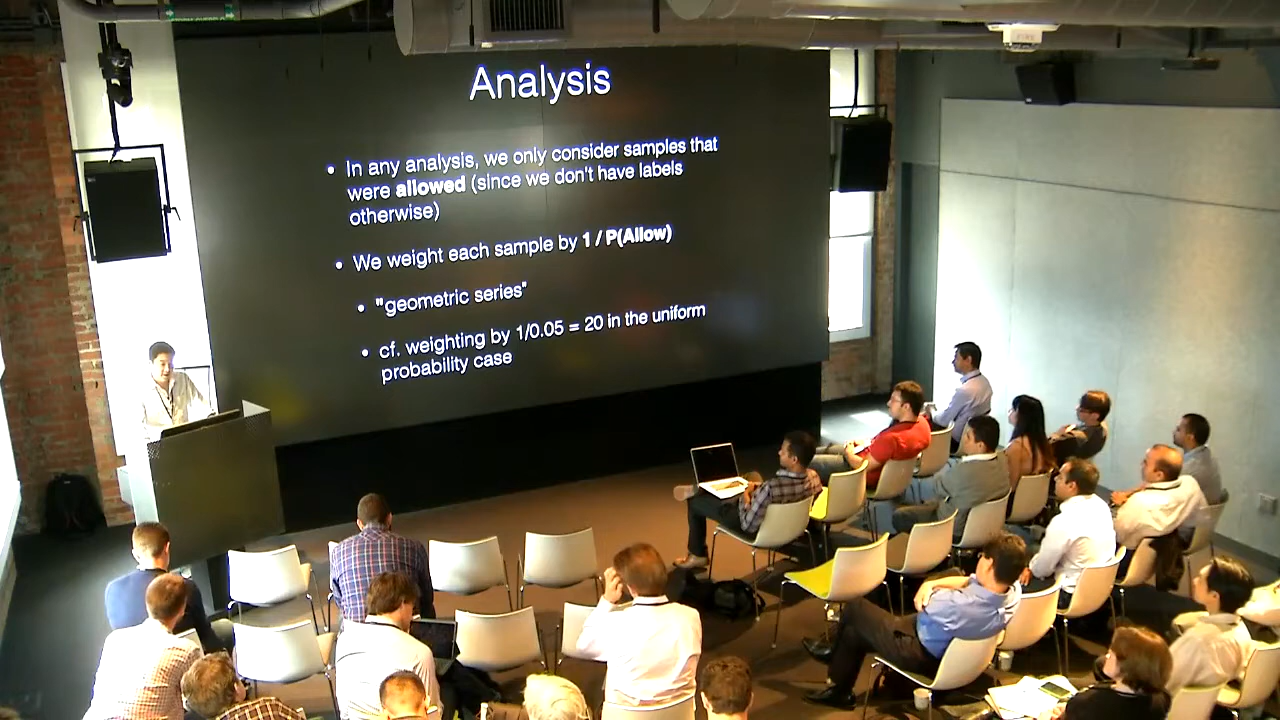 Analysis
• In any analysis, we only consider samples that
were allowed (since we don't have labels
otherwise)
• We weight each sample by 1 / P(Allow)
• "geometric series"
• cf. weighting by 1/0.05 = 20 in the uniform
probability case